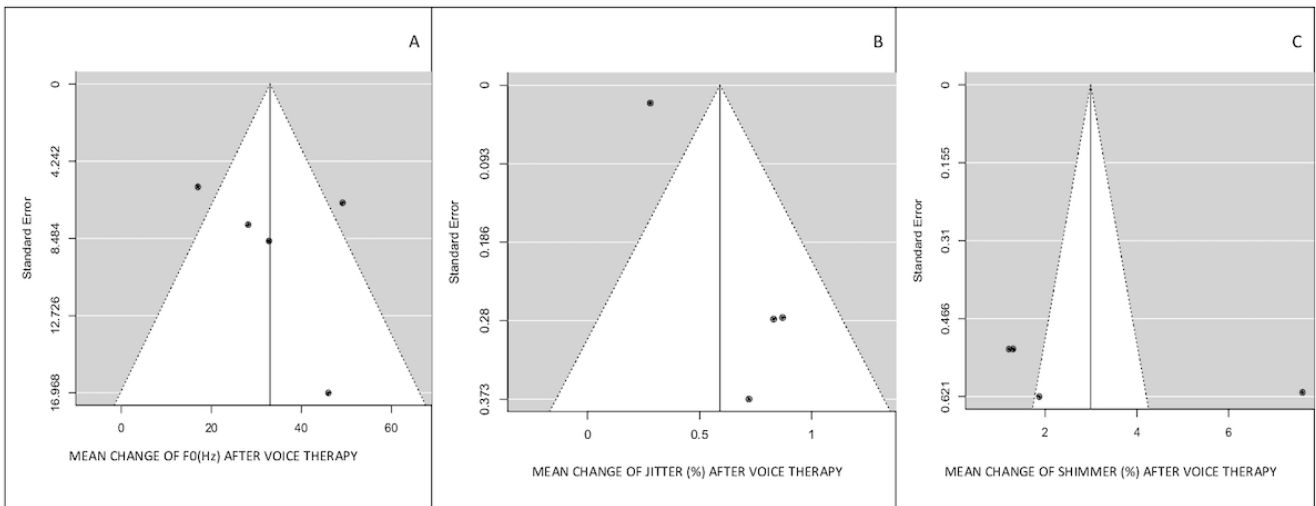 A
0
4.242
8.484
12.726
16.968
Standard Error
0
20
40
60
MEAN CHANGE OF F0(Hz) AFTER VOICE THERAPY
B
0
0.093
0.186
0.28
0.373
Standard Error
0
0.5
1
MEAN CHANGE OF JITTER (%) AFTER VOICE THERAPY
C
0
0.155
0.31
0.466
0.621
Standard Error
2
4
6
MEAN CHANGE OF SHIMMER (%) AFTER VOICE THERAPY